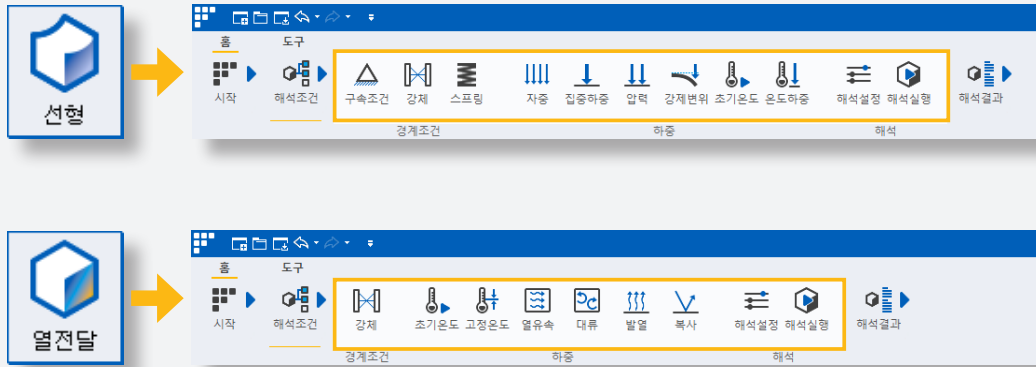 선형
홈 도구
시작 해석조건 구속조건 강체 스프링 자중 집중하중 압력 강제변위 초기온도 온도하중 해석설정 해석실행 해석결과
경계조건 하중 해석
열전달
홈 도구
시작 해석조건 강체 초기온도 고정온도 열유속 대류 발열 복사 해석설정 해석실행 해석결과
경계조건 하중 해석